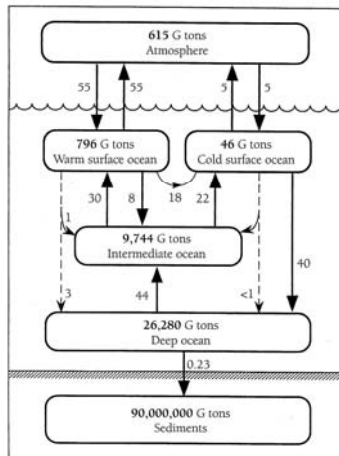 615 G tons
Atmosphere
55
55
5
5
796 G tons
Warm surface ocean
46 G tons
Cold surface ocean
30
8
18
22
1
9,744 G tons
Intermediate ocean
40
3
44
<1
26,280 G tons
Deep ocean
0.23
90,000,000 G tons
Sediments